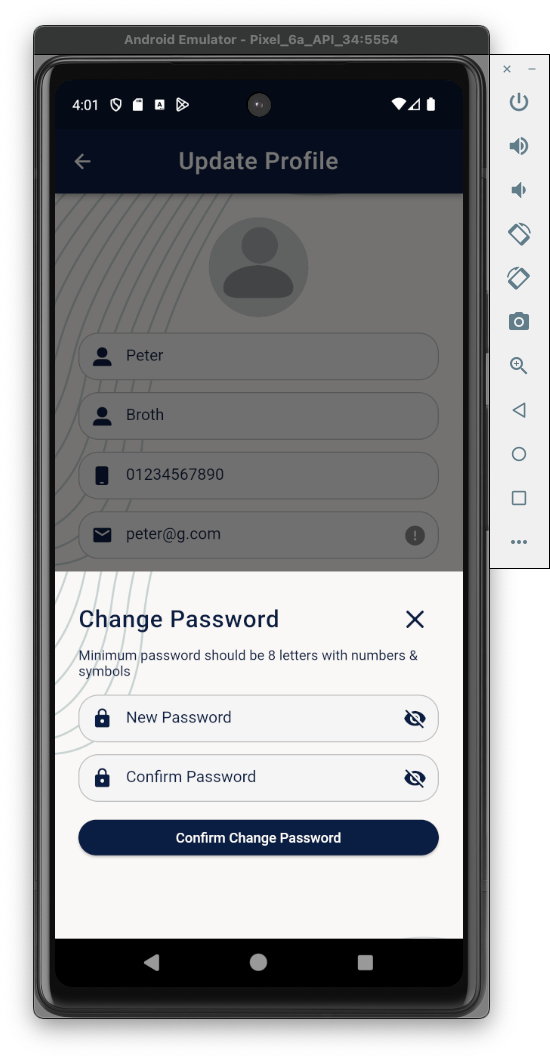 Android Emulator - Pixel_6a_API_34:5554
4:01
A
Update Profile
Peter
Broth
01234567890
peter@g.com
Change Password
Minimum password should be 8 letters with numbers &
symbols
New Password
Confirm Password
Confirm Change Password